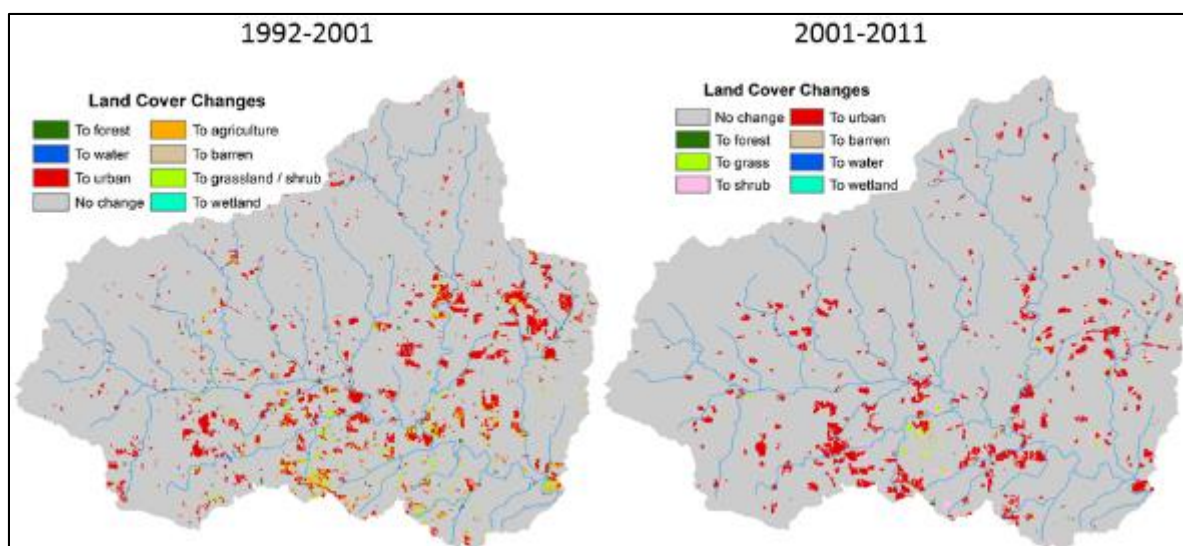 1992-2001
Land Cover Changes
To forest
To agriculture
To water
To barren
To urban
To grassland / shrub
No change
To wetland
2001-2011
Land Cover Changes
No change
To urban
To forest
To barren
To grass
To water
To shrub
To wetland